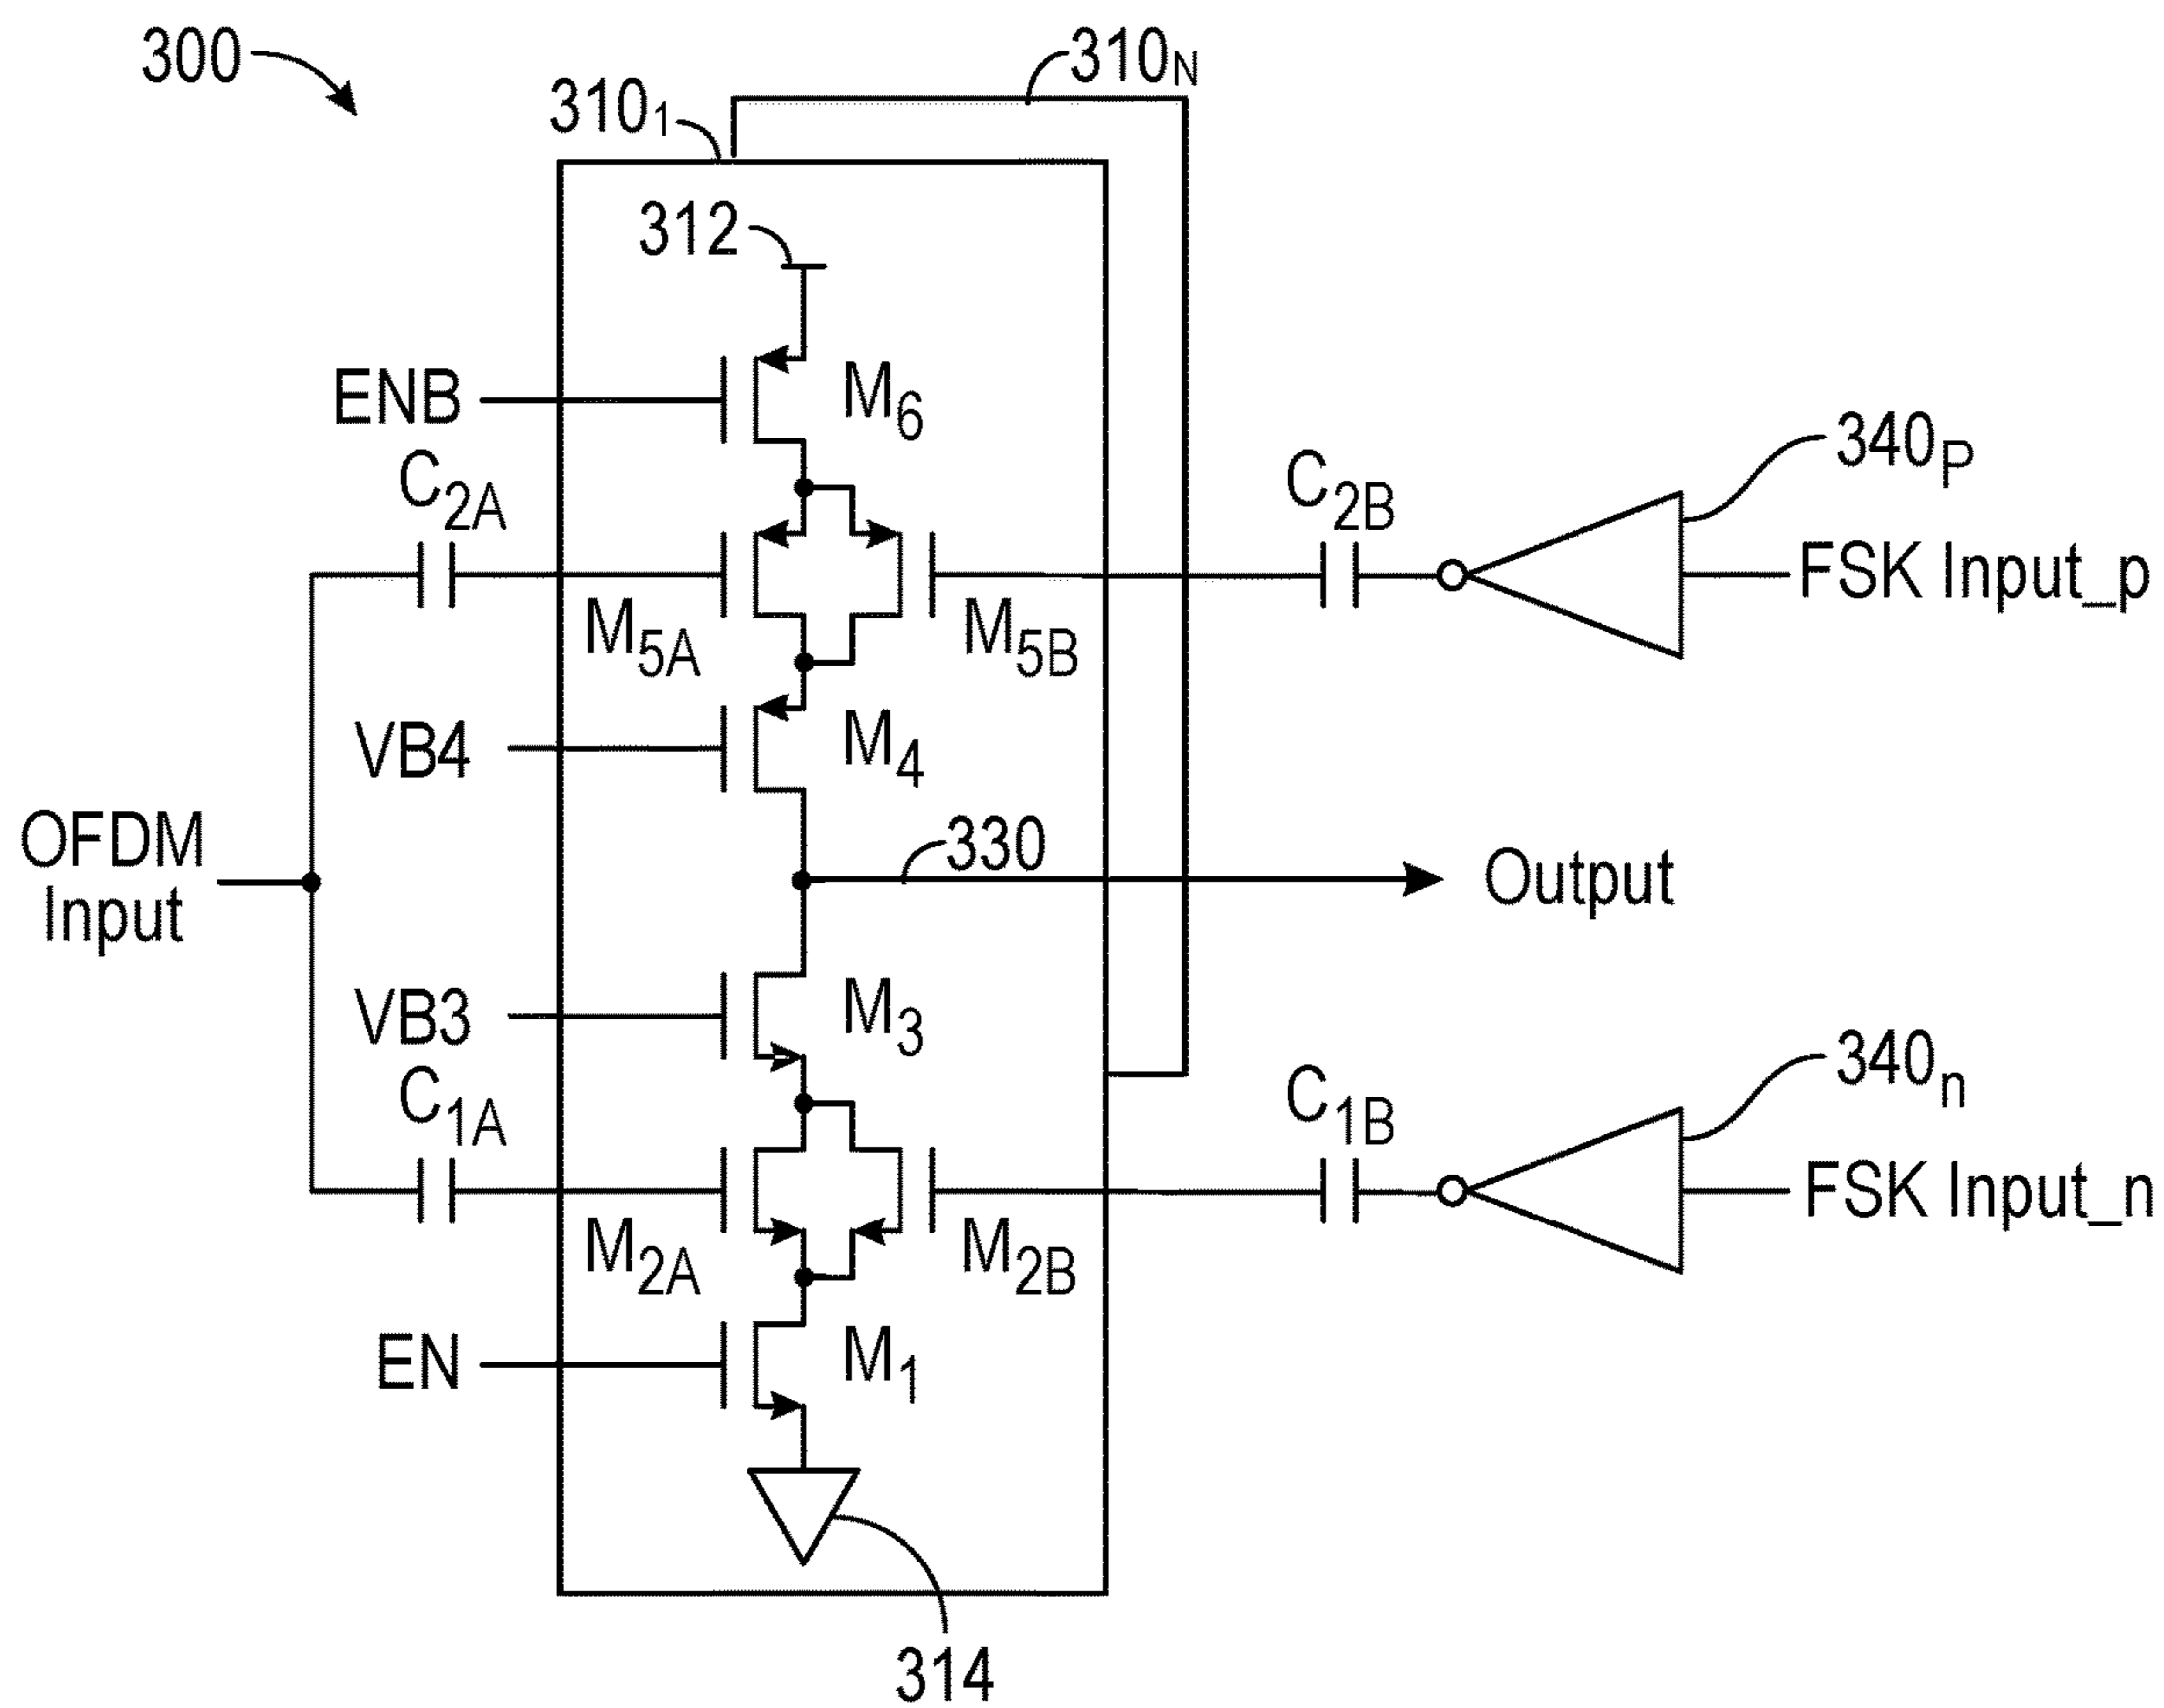 300
310N
3101
312
ENB
M6
340P
C2A
C2B
FSK Input_p
M5A
M5B
VB4
M4
OFDM
Input
330
Output
VB3
M3
340n
C1A
C1B
FSK Input_n
M2A
M2B
EN
M1
314